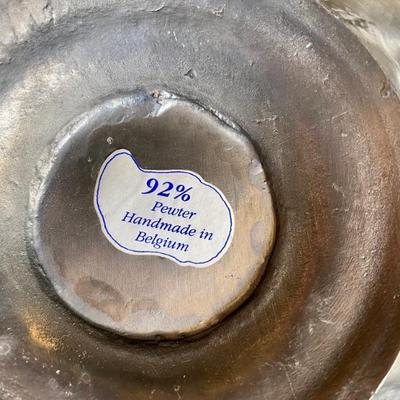 92%
Pewter
Handmade in
Belgium